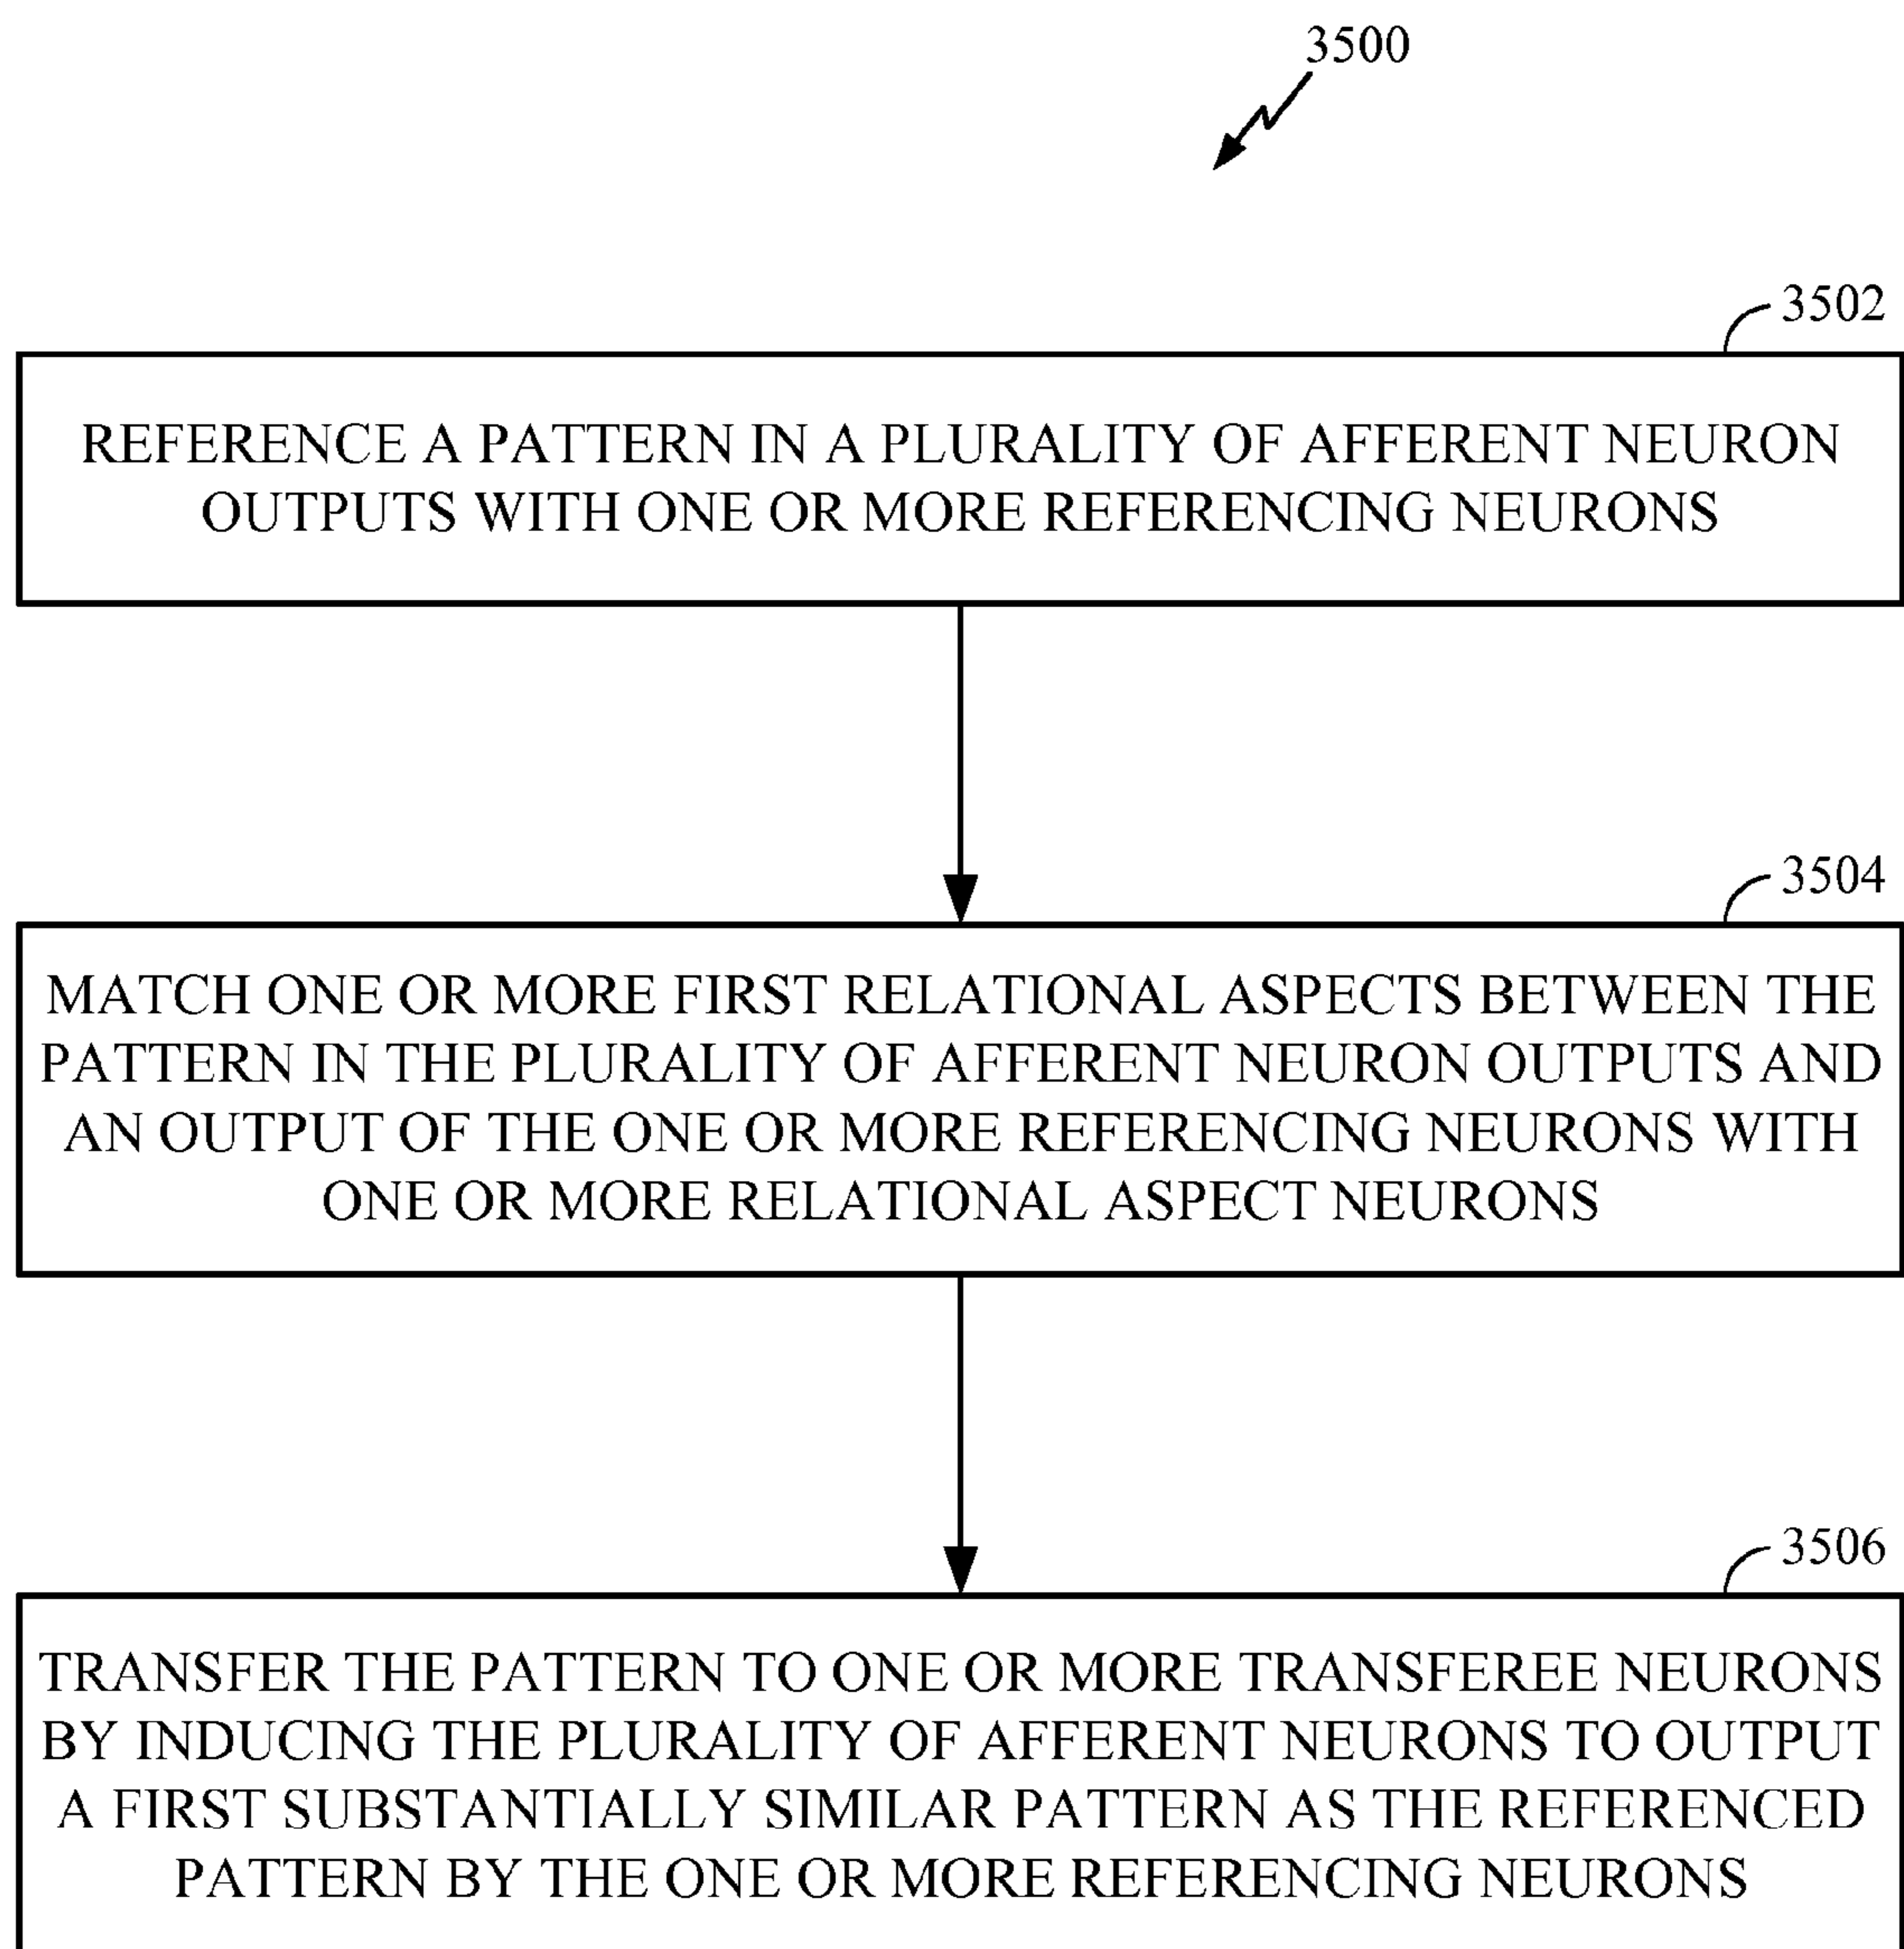 3500
3502
REFERENCE A PATTERN IN A PLURALITY OF AFFERENT NEURON
OUTPUTS WITH ONE OR MORE REFERENCING NEURONS
3504
MATCH ONE OR MORE FIRST RELATIONAL ASPECTS BETWEEN THE
PATTERN IN THE PLURALITY OF AFFERENT NEURON OUTPUTS AND
AN OUTPUT OF THE ONE OR MORE REFERENCING NEURONS WITH
ONE OR MORE RELATIONAL ASPECT NEURONS
3506
TRANSFER THE PATTERN TO ONE OR MORE TRANSFEREE NEURONS
BY INDUCING THE PLURALITY OF AFFERENT NEURONS TO OUTPUT
A FIRST SUBSTANTIALLY SIMILAR PATTERN AS THE REFERENCED
PATTERN BY THE ONE OR MORE REFERENCING NEURONS